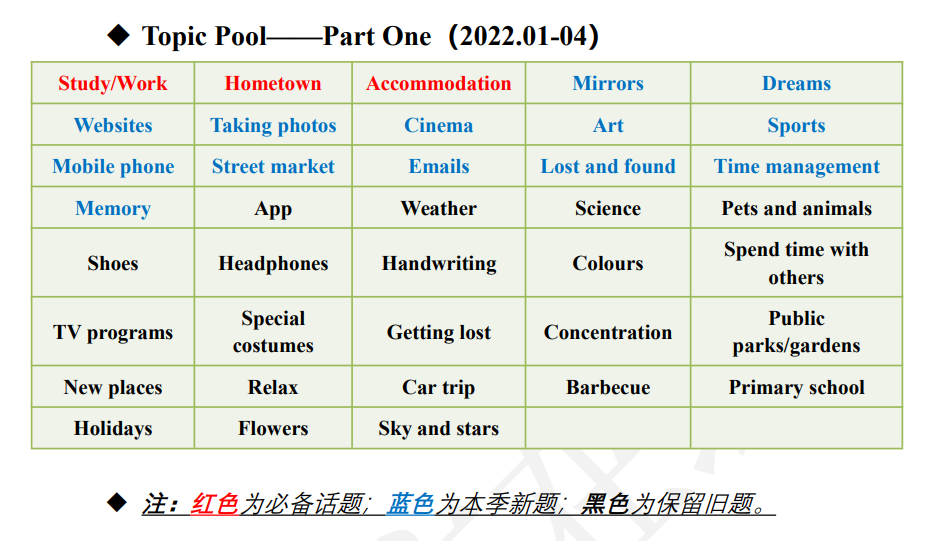 ◆ Topic Pool——Part One（2022.01-04）
Study/Work Hometown Accommodation Mirrors Dreams
Websites Taking photos Cinema Art Sports
Mobile phone Street market Emails Lost and found Time management
Memory App Weather Science Pets and animals
Shoes Headphones Handwriting Colours Spend time with
others
TV programs Special
costumes Getting lost Concentration Public
parks/gardens
New places Relax Car trip Barbecue Primary school
Holidays Flowers Sky and stars
◆ 注：红色为必备话题；蓝色为本季新题；黑色为保留旧题。